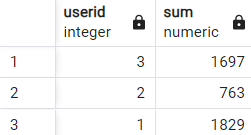 userid sum
integer numeric
1 3 1697
2 2 763
3 1 1829